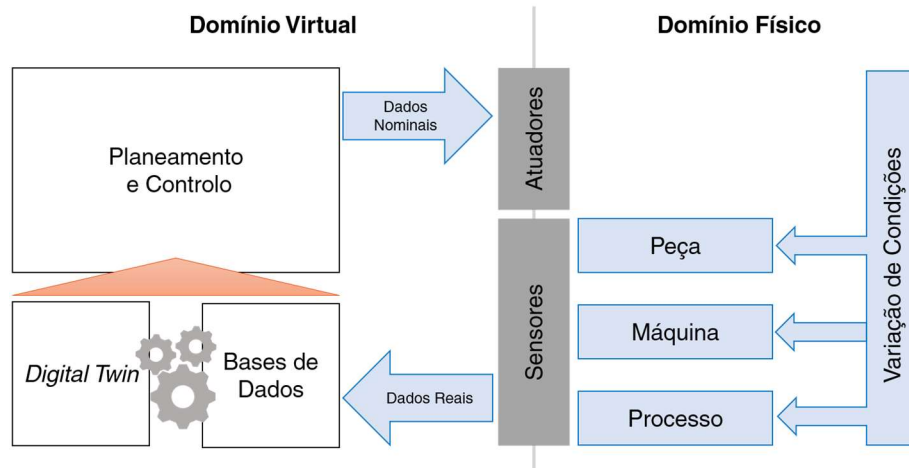 Domínio Virtual
Domínio Físico
Planeamento
e Controlo
Dados
Nominais
Atuadores
Sensores
Peça
Máquina
Processo
Variação de Condições
Digital Twin
Bases de
Dados
Dados Reais